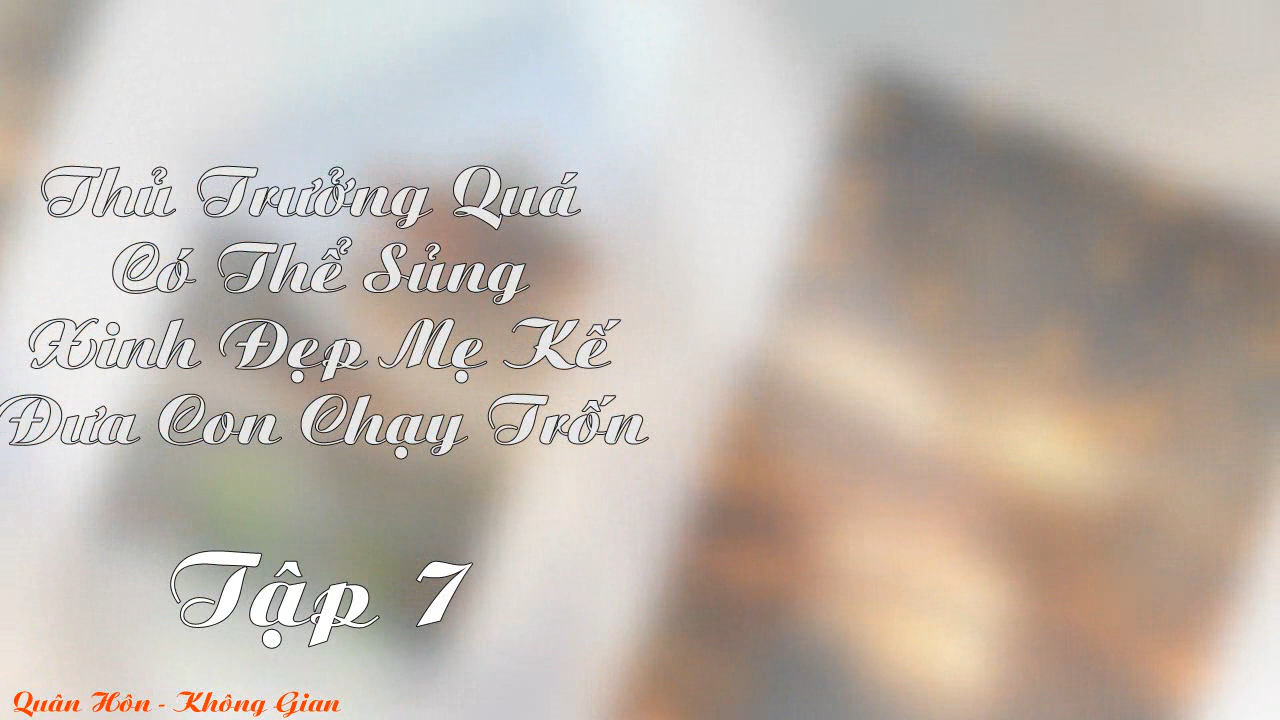 Thủ Trưởng Quá
Có Thể Sủng
Xinh Đẹp Mẹ Kế
Đưa Con Chạy Trốn
Tập 7
Quân Hôn - Không Gian